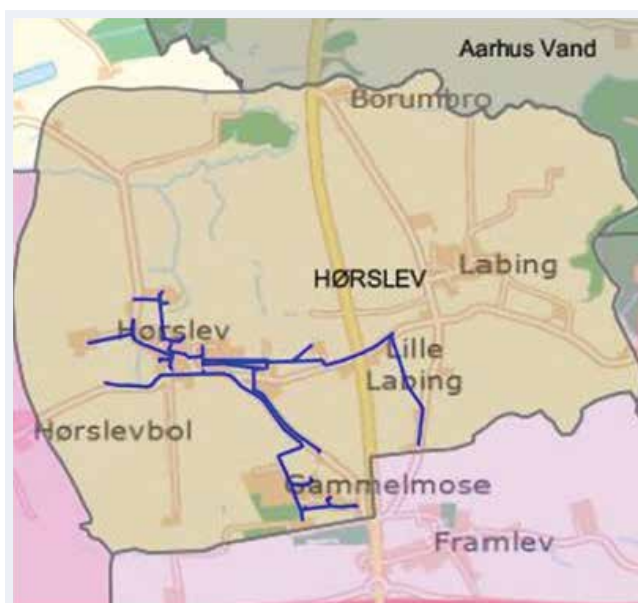 Aarhus Vand
Borumbro
Labing
HØRSLEV
Hørslev
Lille
Labing
Hørslevbol
Gammelmose
Framlev